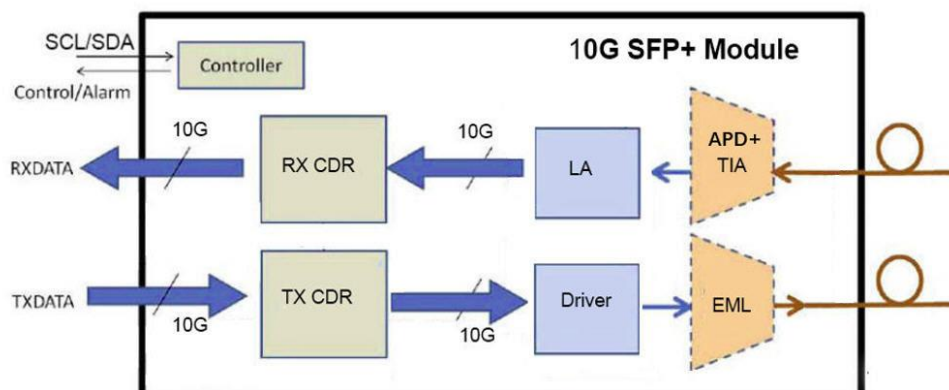 SCL/SDA
10G SFP+ Module
Controller
Control/Alarm
10G
10G
RXDATA
RX CDR
LA
APD+
TIA
TXDATA
10G
TX CDR
10G
Driver
EML